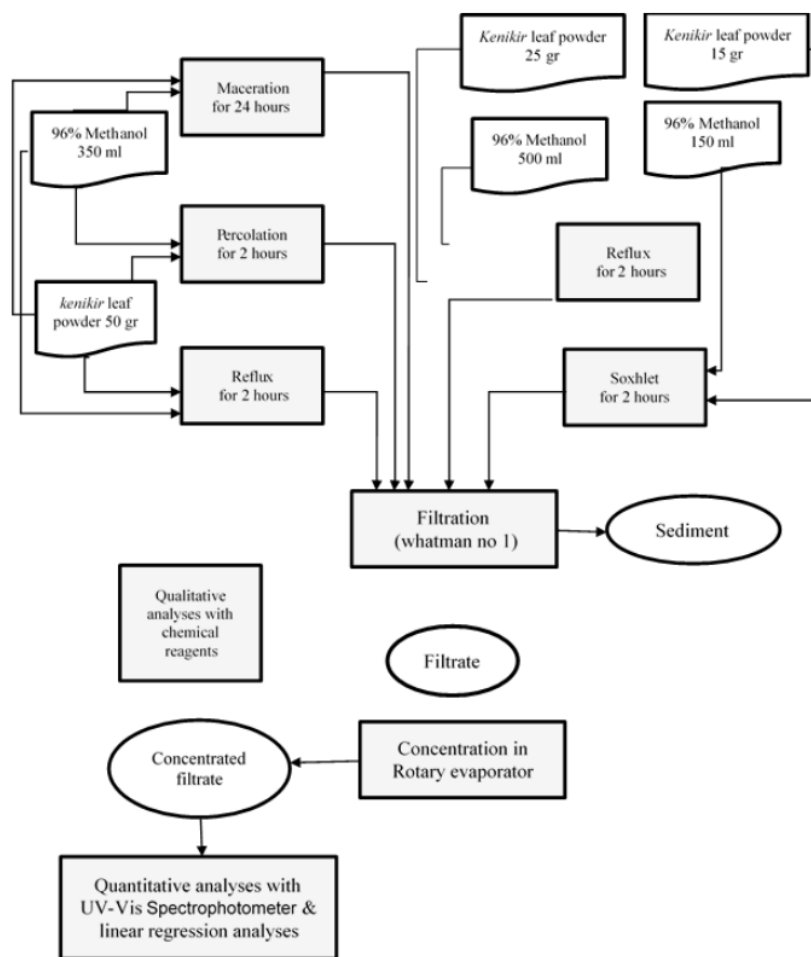 Kenikir leaf powder
25 gr
Kenikir leaf powder
15 gr
Maceration
for 24 hours
96% Methanol
350 ml
96% Methanol
500 ml
96% Methanol
150 ml
Percolation
for 2 hours
Reflux
for 2 hours
kenikir leaf
powder 50 gr
Reflux
for 2 hours
Soxhlet
for 2 hours
Filtration
(whatman no 1)
Sediment
Qualitative
analyses with
chemical
reagents
Filtrate
Concentrated
filtrate
Concentration in
Rotary evaporator
Quantitative analyses with
UV-Vis Spectrophotometer &
linear regression analyses